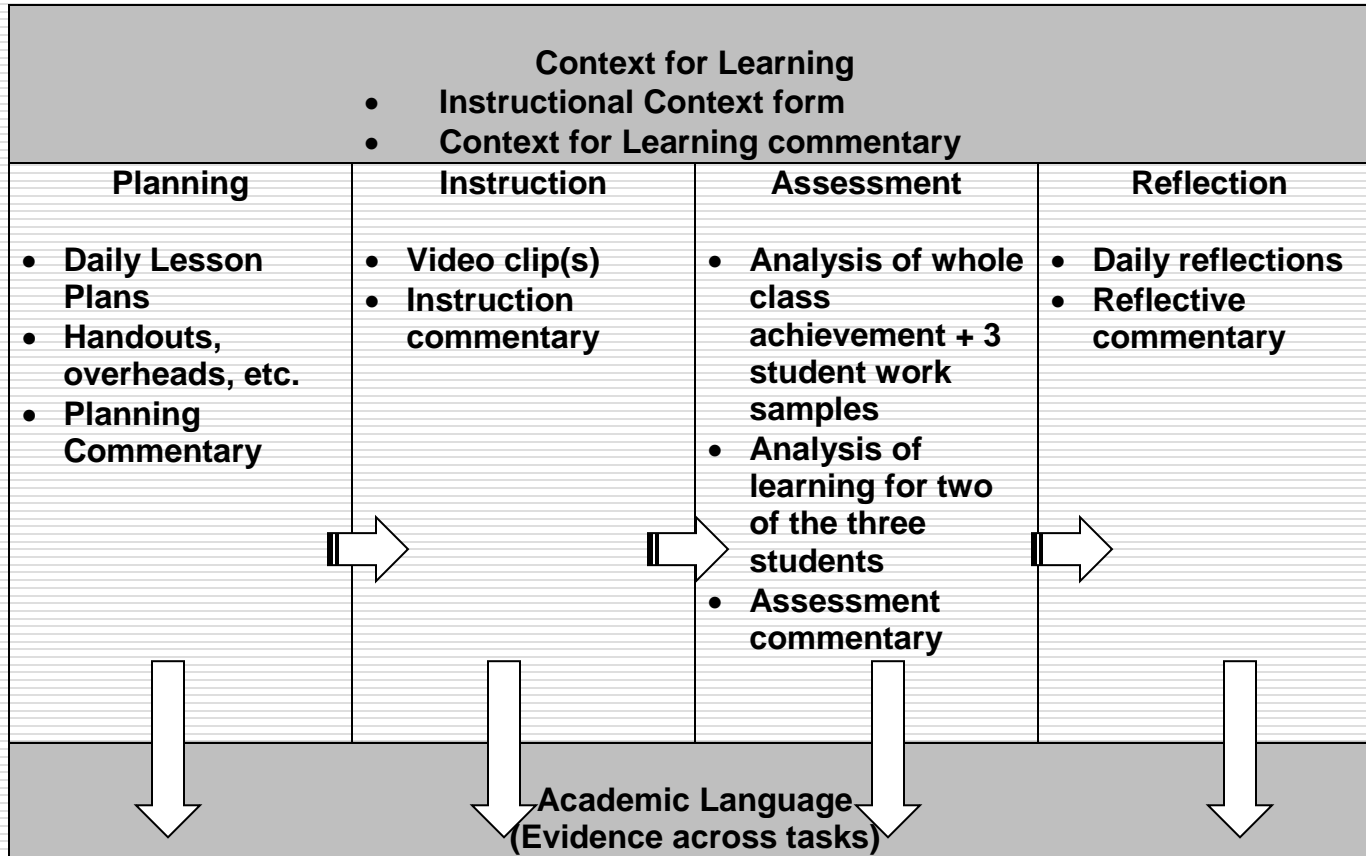 Context for Learning
• Instructional Context form
• Context for Learning commentary
Planning
• Daily Lesson
Plans
• Handouts,
overheads, etc.
• Planning
Commentary
Instruction
• Video clip(s)
• Instruction
commentary
Assessment
• Analysis of whole
class
achievement + 3
student work
samples
• Analysis of
learning for two
of the three
students
• Assessment
commentary
Reflection
• Daily reflections
• Reflective
commentary
Academic Language
(Evidence across tasks)